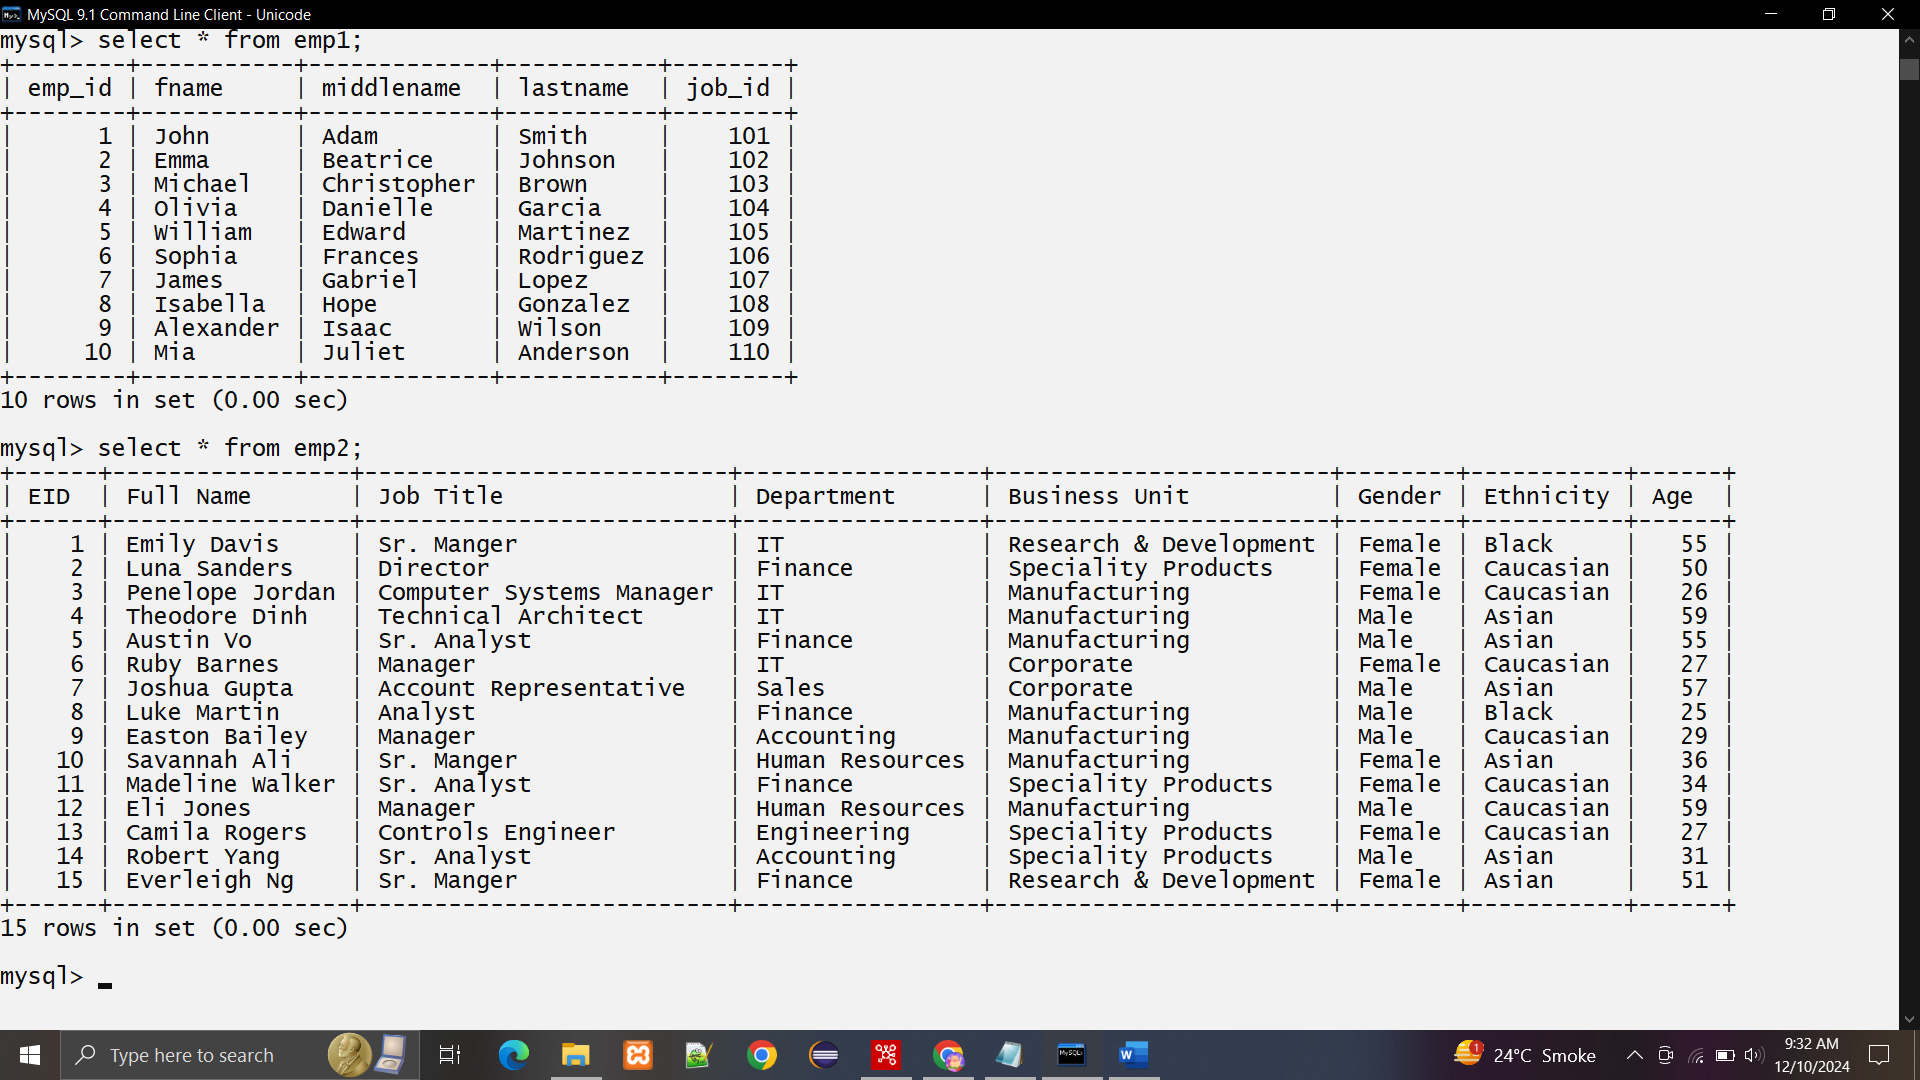 MySQL 9.1 Command Line Client - Unicode
mysql> select * from emp1;
+--------+-----------+-------------+-----------+--------+
| emp_id | fname     | middlename  | lastname  | job_id |
+--------+-----------+-------------+-----------+--------+
|      1 | John      | Adam        | Smith     |    101 |
|      2 | Emma      | Beatrice    | Johnson   |    102 |
|      3 | Michael   | Christopher | Brown     |    103 |
|      4 | Olivia    | Danielle    | Garcia    |    104 |
|      5 | William   | Edward      | Martinez  |    105 |
|      6 | Sophia    | Frances     | Rodriguez |    106 |
|      7 | James     | Gabriel     | Lopez     |    107 |
|      8 | Isabella  | Hope        | Gonzalez  |    108 |
|      9 | Alexander | Isaac       | Wilson    |    109 |
|     10 | Mia       | Juliet      | Anderson  |    110 |
+--------+-----------+-------------+-----------+--------+
10 rows in set (0.00 sec)
mysql> select * from emp2;
+------+-----------------+--------------------------+-----------------+------------------------+--------+-----------+------+
| EID  | Full Name       | Job Title                | Department      | Business Unit          | Gender | Ethnicity | Age  |
+------+-----------------+--------------------------+-----------------+------------------------+--------+-----------+------+
|    1 | Emily Davis     | Sr. Manger               | IT              | Research & Development | Female | Black     |   55 |
|    2 | Luna Sanders    | Director                 | Finance         | Speciality Products    | Female | Caucasian |   50 |
|    3 | Penelope Jordan | Computer Systems Manager | IT              | Manufacturing          | Female | Caucasian |   26 |
|    4 | Theodore Dinh   | Technical Architect      | IT              | Manufacturing          | Male   | Asian     |   59 |
|    5 | Austin Vo       | Sr. Analyst              | Finance         | Manufacturing          | Male   | Asian     |   55 |
|    6 | Ruby Barnes     | Manager                  | IT              | Corporate              | Female | Caucasian |   27 |
|    7 | Joshua Gupta    | Account Representative   | Sales           | Corporate              | Male   | Asian     |   57 |
|    8 | Luke Martin     | Analyst                  | Finance         | Manufacturing          | Male   | Black     |   25 |
|    9 | Easton Bailey   | Manager                  | Accounting      | Manufacturing          | Male   | Caucasian |   29 |
|   10 | Savannah Ali    | Sr. Manger               | Human Resources | Manufacturing          | Female | Asian     |   36 |
|   11 | Madeline Walker | Sr. Analyst              | Finance         | Speciality Products    | Female | Caucasian |   34 |
|   12 | Eli Jones       | Manager                  | Human Resources | Manufacturing          | Male   | Caucasian |   59 |
|   13 | Camila Rogers   | Controls Engineer        | Engineering     | Speciality Products    | Female | Caucasian |   27 |
|   14 | Robert Yang     | Sr. Analyst              | Accounting      | Speciality Products    | Male   | Asian     |   31 |
|   15 | Everleigh Ng    | Sr. Manger               | Finance         | Research & Development | Female | Asian     |   51 |
+------+-----------------+--------------------------+-----------------+------------------------+--------+-----------+------+
15 rows in set (0.00 sec)
mysql> _
Type here to search
MySQL
W
1
24°C Smoke
9:32 AM
12/10/2024